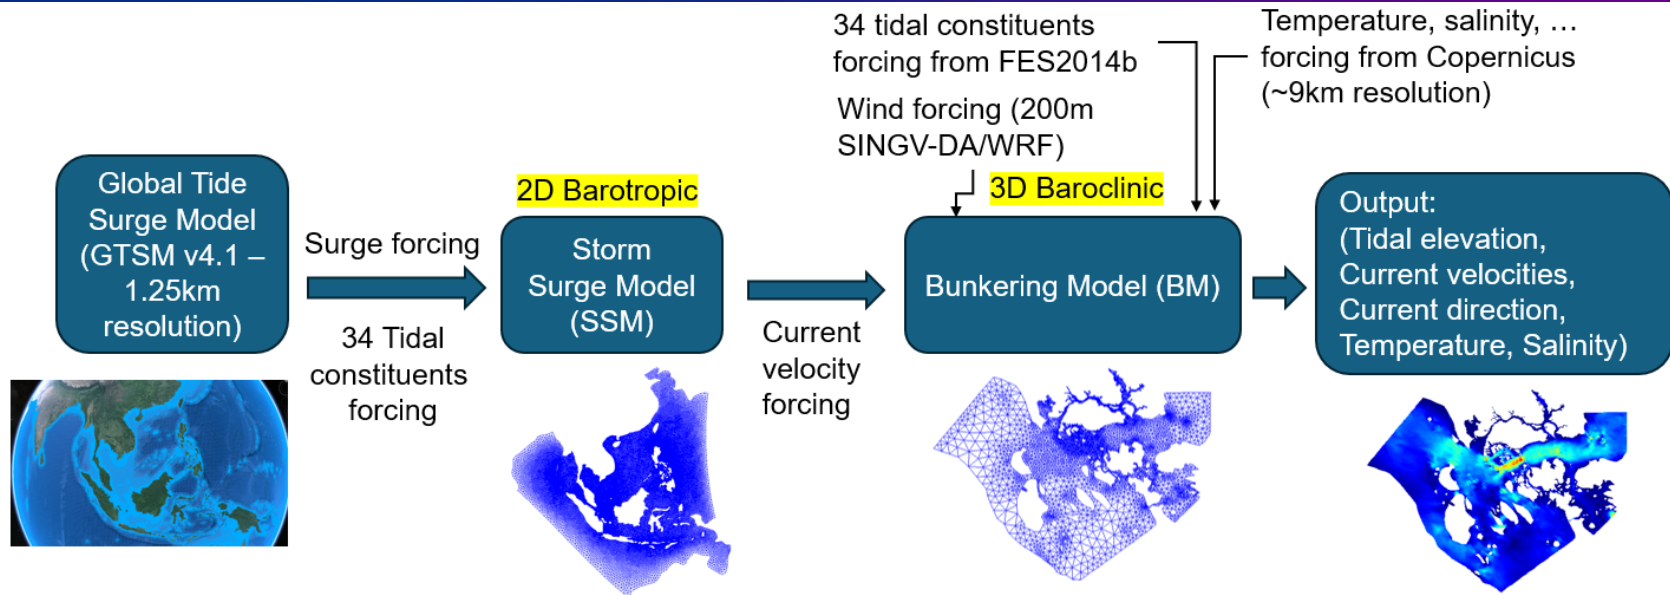 34 tidal constituents
forcing from FES2014b
Temperature, salinity, …
forcing from Copernicus
(~9km resolution)
Wind forcing (200m
SINGV-DA/WRF)
Global Tide
Surge Model
(GTSM v4.1 –
1.25km
resolution)
Surge forcing
34 Tidal
constituents
forcing
2D Barotropic
Storm
Surge Model
(SSM)
Current
velocity
forcing
3D Baroclinic
Bunkering Model (BM)
Output:
(Tidal elevation,
Current velocities,
Current direction,
Temperature, Salinity)